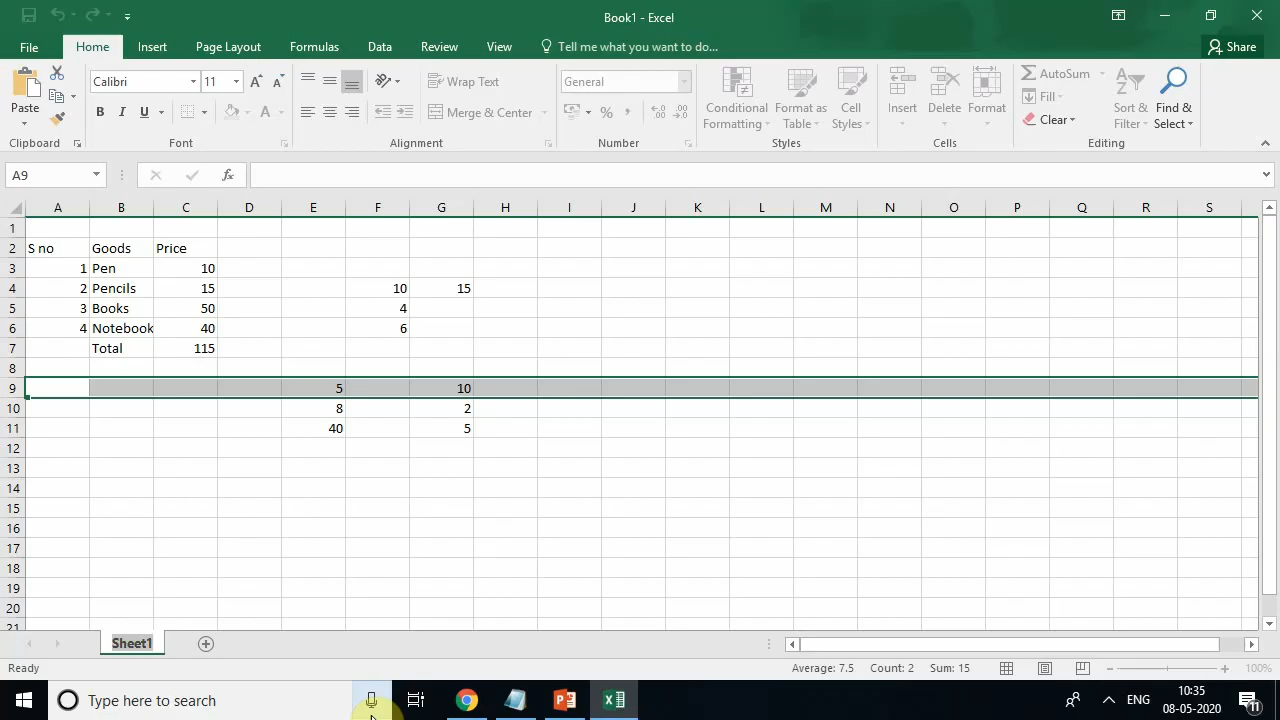 Book1 - Excel
File Home Insert Page Layout Formulas Data Review View Tell me what you want to do... Share
Paste
Clipboard
Calibri 11 A A
B I U A
Font
Wrap Text
Merge & Center
Alignment
General
% ,
Number
Conditional Formatting
Format as Table
Cell Styles
Styles
Insert Delete Format
Cells
AutoSum
Fill
Clear
Sort & Filter
Find & Select
Editing
A9 fx
A B C D E F G H I J K L M N O P Q R S
1
2 S no Goods Price
3 1 Pen 10
4 2 Pencils 15 10 15
5 3 Books 50 4
6 4 Notebook 40 6
7 Total 115
8
9 5 10
10 8 2
11 40 5
12
13
14
15
16
17
18
19
20
21
Sheet1
Ready Average: 7.5 Count: 2 Sum: 15 100%
Type here to search ENG 10:35
08-05-2020 11